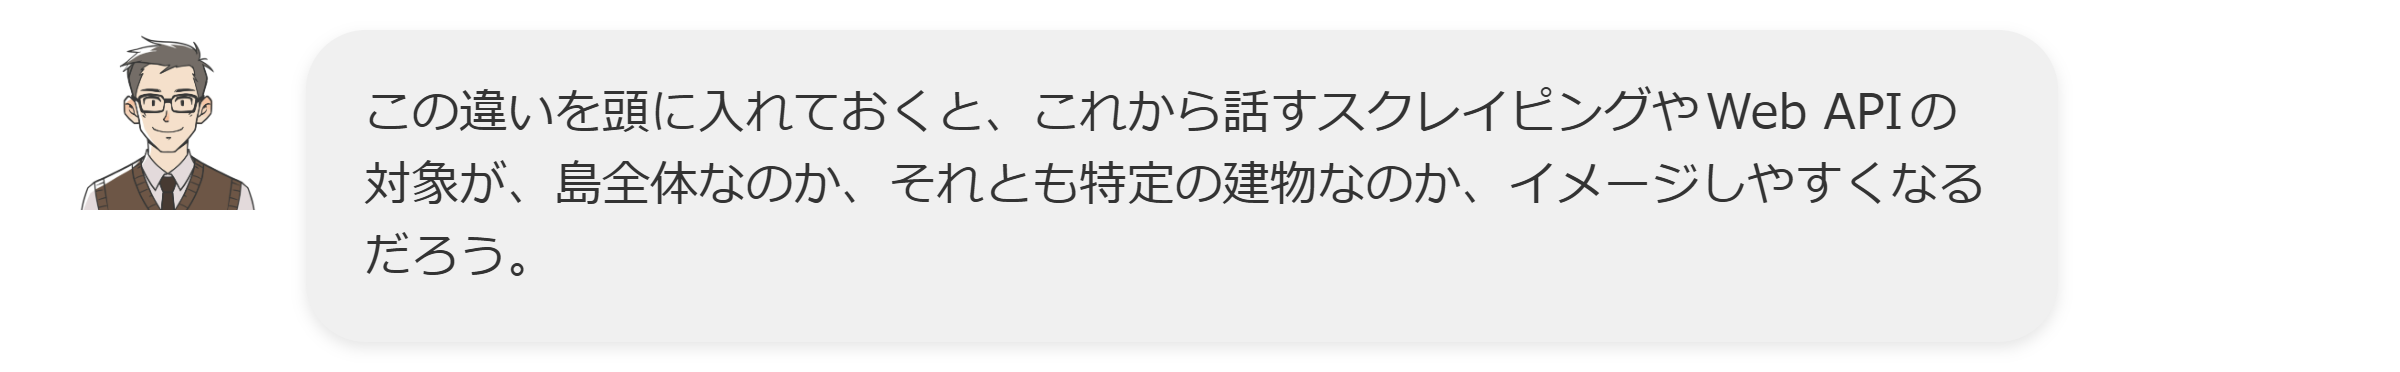 この違いを頭に入れておくと、これから話すスクレイピングやWeb APIの
対象が、島全体なのか、それとも特定の建物なのか、イメージしやすくなる
だろう。